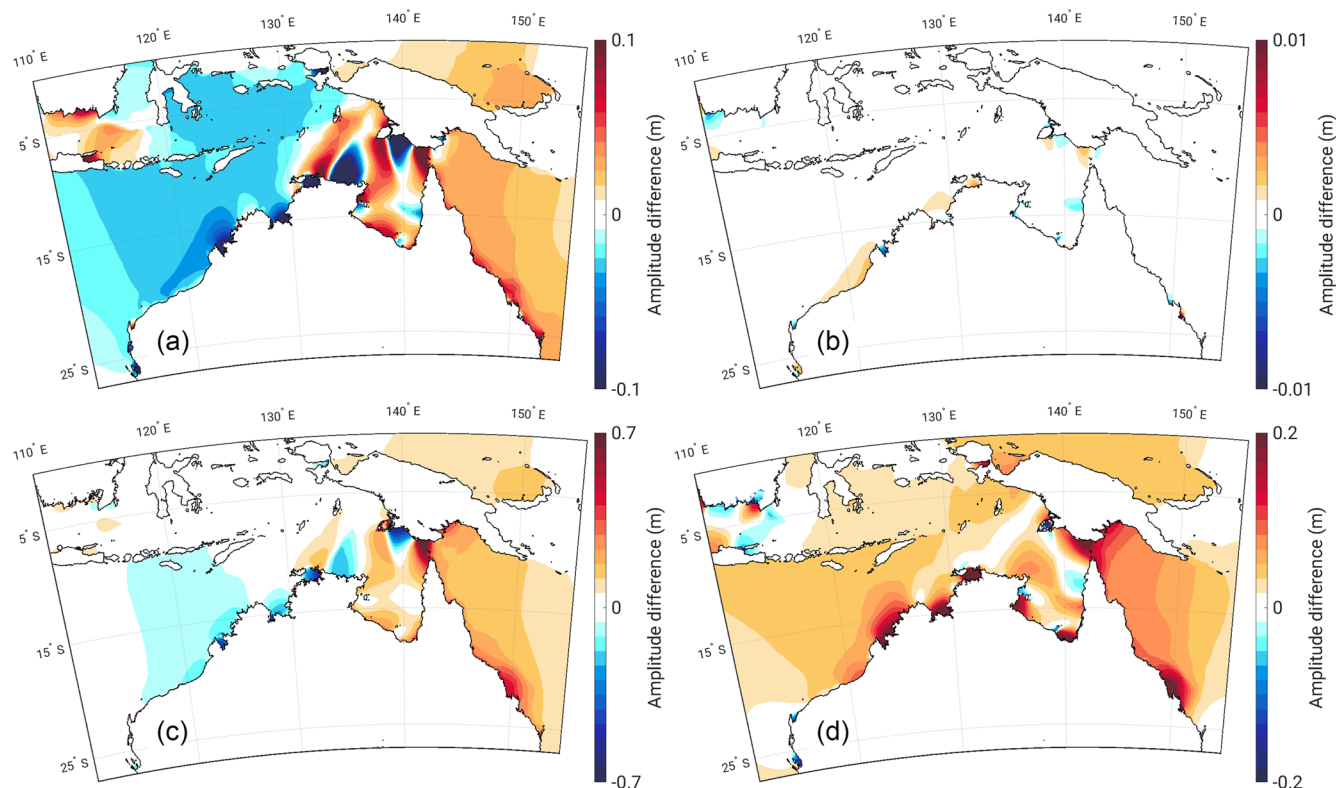 110° E
120° E
130° E
140° E
150° E
5° S
15° S
25° S
(a)
0.1
0
-0.1
Amplitude difference (m)
110° E
120° E
130° E
140° E
150° E
5° S
15° S
25° S
(b)
0.01
0
-0.01
Amplitude difference (m)
110° E
120° E
130° E
140° E
150° E
5° S
15° S
25° S
(c)
0.7
0
-0.7
Amplitude difference (m)
110° E
120° E
130° E
140° E
150° E
5° S
15° S
25° S
(d)
0.2
0
-0.2
Amplitude difference (m)